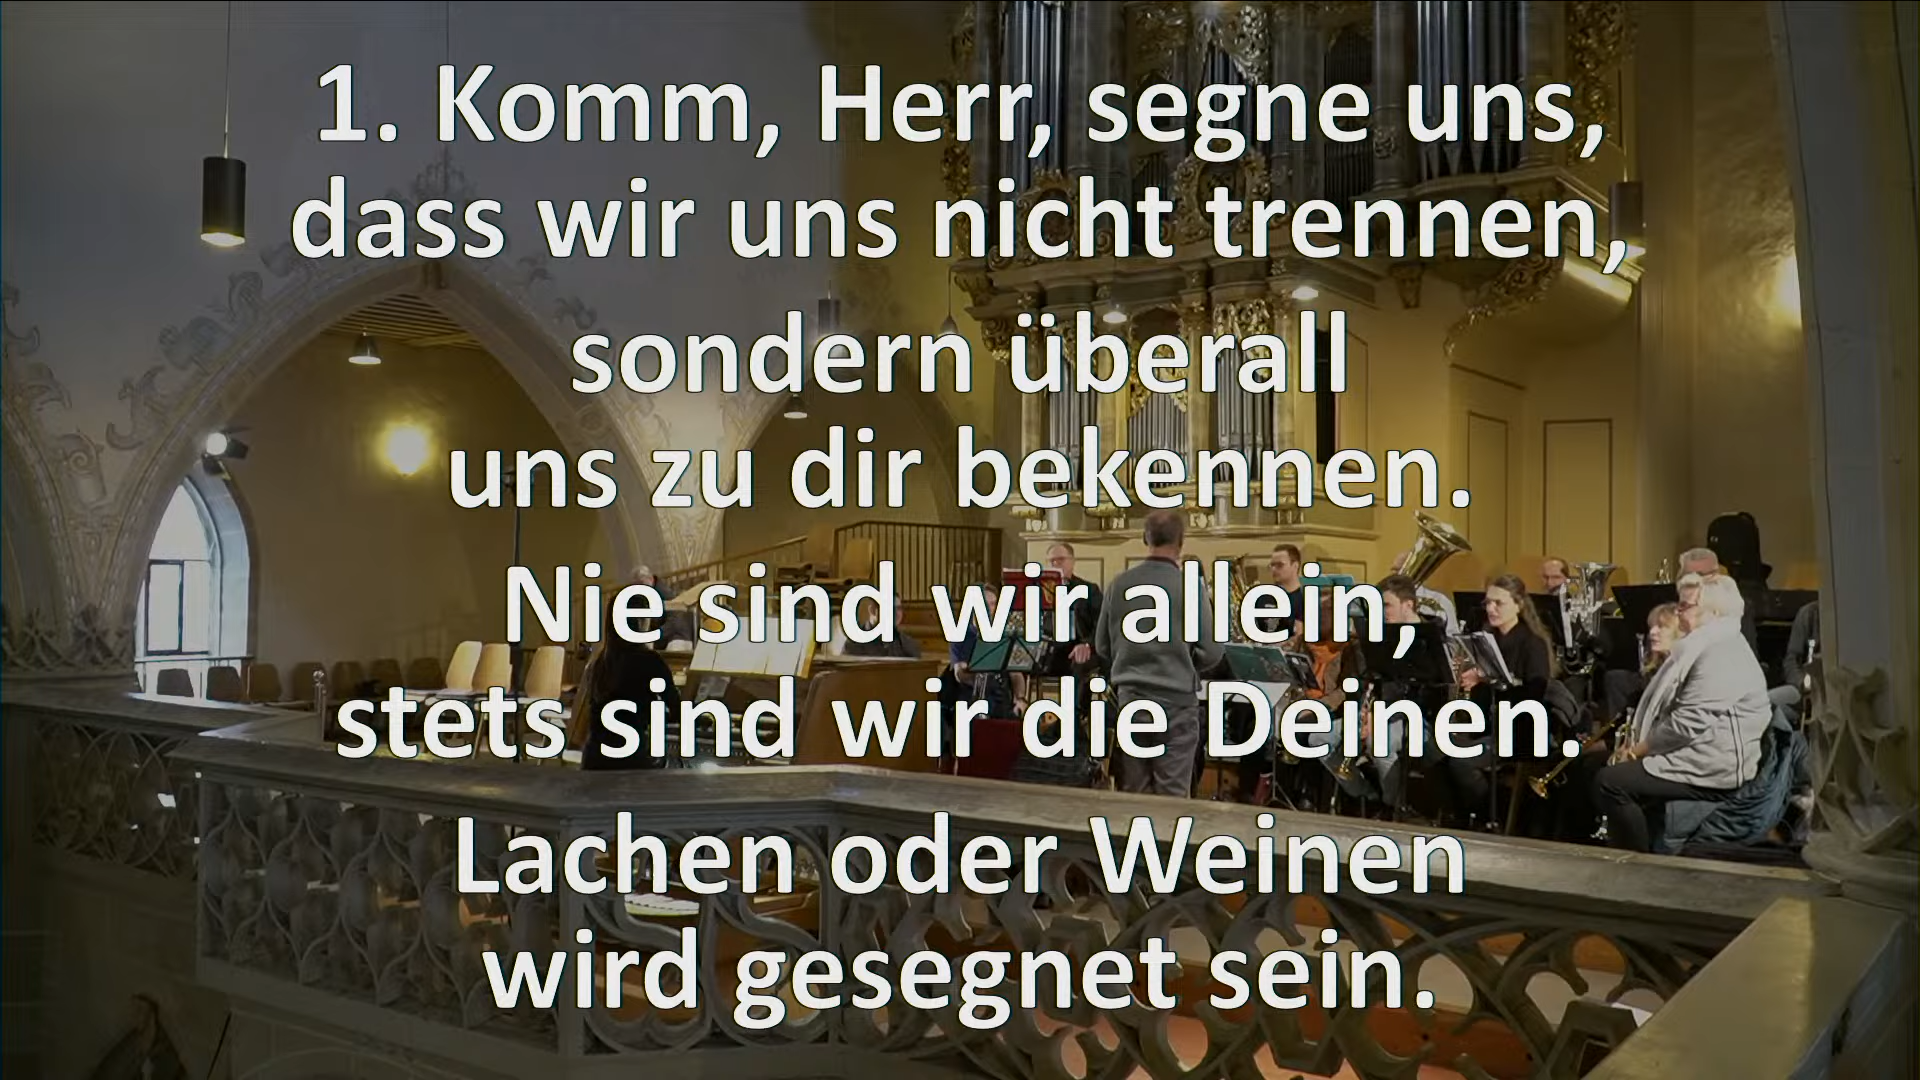 1. Komm, Herr, segne uns,
dass wir uns nicht trennen,
sondern überall
uns zu dir bekennen.
Nie sind wir allein,
stets sind wir die Deinen.
Lachen oder Weinen
wird gesegnet sein.